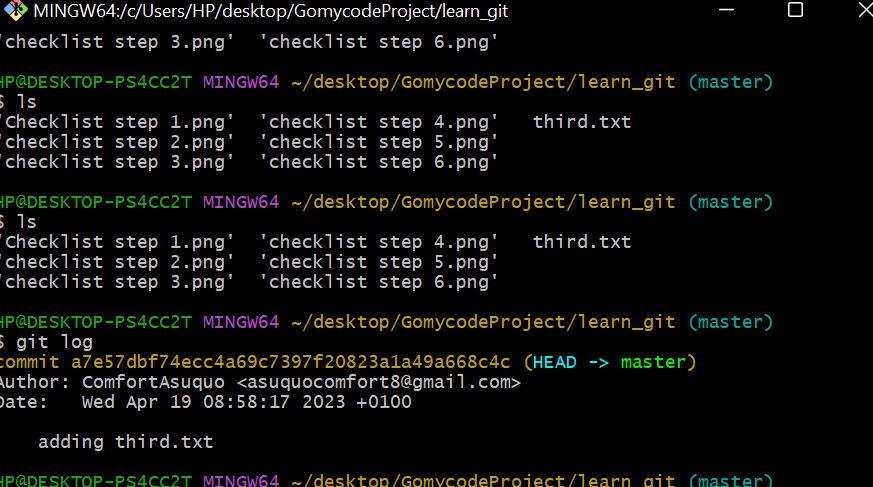 MINGW64:/c/Users/HP/desktop/GomycodeProject/learn_git
'checklist step 3.png'  'checklist step 6.png'
HP@DESKTOP-PS4CC2T MINGW64 ~/desktop/GomycodeProject/learn_git (master)
$ ls
'Checklist step 1.png'  'checklist step 4.png'   third.txt
'checklist step 2.png'  'checklist step 5.png'
'checklist step 3.png'  'checklist step 6.png'
HP@DESKTOP-PS4CC2T MINGW64 ~/desktop/GomycodeProject/learn_git (master)
$ ls
'Checklist step 1.png'  'checklist step 4.png'   third.txt
'checklist step 2.png'  'checklist step 5.png'
'checklist step 3.png'  'checklist step 6.png'
HP@DESKTOP-PS4CC2T MINGW64 ~/desktop/GomycodeProject/learn_git (master)
$ git log
commit a7e57dbf74ecc4a69c7397f20823a1a49a668c4c (HEAD -> master)
Author: ComfortAsuquo <asuquocomfort8@gmail.com>
Date:   Wed Apr 19 08:58:17 2023 +0100
    adding third.txt
HP@DESKTOP-PS4CC2T MINGW64 ~/desktop/GomycodeProject/learn_git (master)